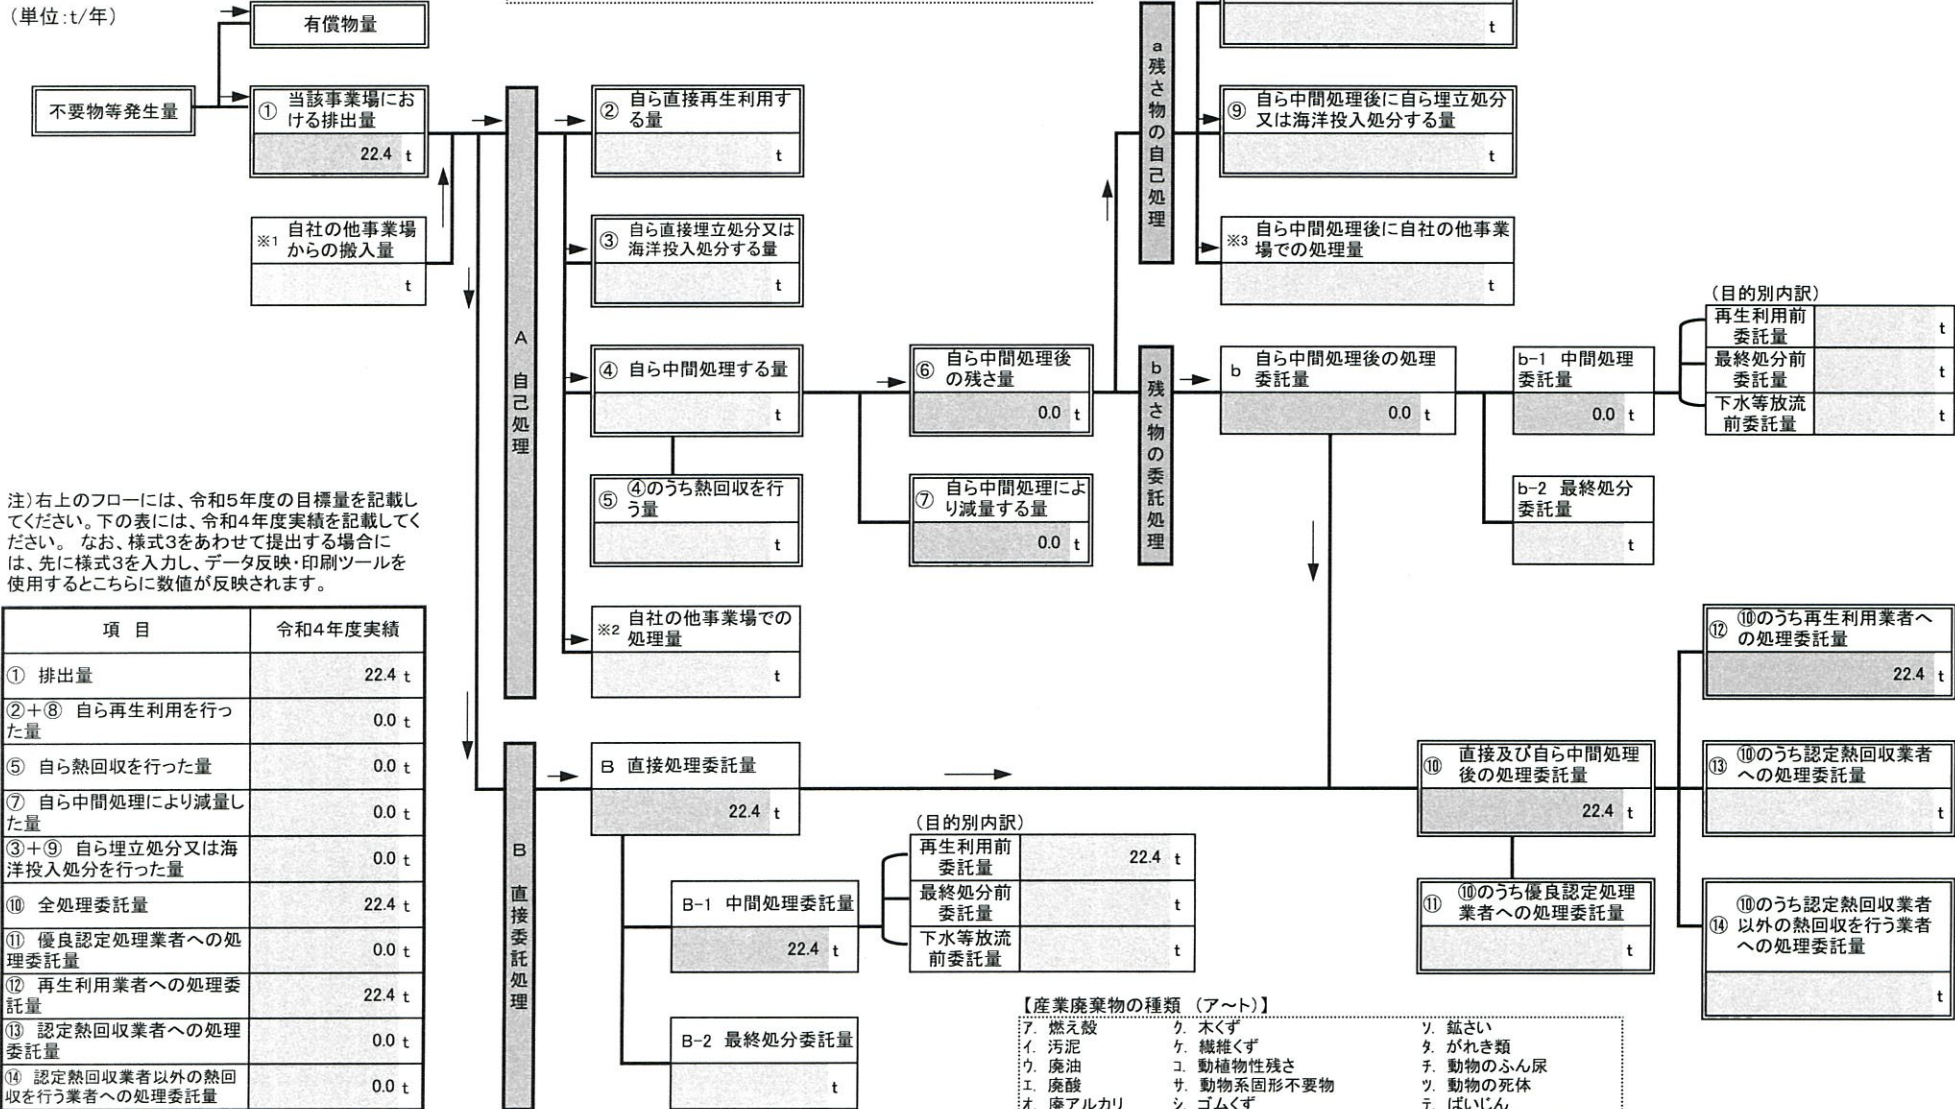 (単位:t/年)
有償物量
不要物等発生量
① 当該事業場にお
ける排出量
22.4 t
※1 自社の他事業場
からの搬入量
t
A 自己処理
② 自ら直接再生利用す
る量
t
③ 自ら直接埋立処分又は
海洋投入処分する量
t
④ 自ら中間処理する量
t
⑤ ④のうち熱回収を行
う量
t
※2 自社の他事業場での
処理量
t
⑥ 自ら中間処理後
の残さ量
0.0 t
⑦ 自ら中間処理によ
り減量する量
0.0 t
a 残さ物の自己処理
t
⑨ 自ら中間処理後に自ら埋立処分
又は海洋投入処分する量
t
※3 自ら中間処理後に自社の他事業
場での処理量
t
b 残さ物の委託処理
b 自ら中間処理後の処理
委託量
0.0 t
b-1 中間処理
委託量
0.0 t
(目的別内訳)
再生利用前
委託量
t
最終処分前
委託量
t
下水等放流
前委託量
t
b-2 最終処分
委託量
t
注)右上のフローには、令和5年度の目標量を記載し
てください。下の表には、令和4年度実績を記載してく
ださい。 なお、様式3をあわせて提出する場合に
は、先に様式3を入力し、データ反映・印刷ツールを
使用するとこちらに数値が反映されます。
項 目 令和4年度実績
① 排出量 22.4 t
②+⑧ 自ら再生利用を行っ
た量 0.0 t
⑤ 自ら熱回収を行った量 0.0 t
⑦ 自ら中間処理により減量し
た量 0.0 t
③+⑨ 自ら埋立処分又は海
洋投入処分を行った量 0.0 t
⑩ 全処理委託量 22.4 t
⑪ 優良認定処理業者への処
理委託量 0.0 t
⑫ 再生利用業者への処理委
託量 22.4 t
⑬ 認定熱回収業者への処理
委託量 0.0 t
⑭ 認定熱回収業者以外の熱回
収を行う業者への処理委託量 0.0 t
B 直接委託処理
B 直接処理委託量
22.4 t
B-1 中間処理委託量
22.4 t
(目的別内訳)
再生利用前
委託量
22.4 t
最終処分前
委託量
t
下水等放流
前委託量
t
B-2 最終処分委託量
t
⑩ 直接及び自ら中間処理
後の処理委託量
22.4 t
⑪ ⑩のうち優良認定処理
業者への処理委託量
t
⑫ ⑩のうち再生利用業者へ
の処理委託量
22.4 t
⑬ ⑩のうち認定熱回収業者
への処理委託量
t
⑭ ⑩のうち認定熱回収業者
以外の熱回収を行う業者
への処理委託量
t
【産業廃棄物の種類 (ア~ト)】
ア. 燃え殻 ク. 木くず ソ. 鉱さい
イ. 汚泥 ケ. 繊維くず タ. がれき類
ウ. 廃油 コ. 動植物性残さ チ. 動物のふん尿
エ. 廃酸 サ. 動物系固形不要物 ツ. 動物の死体
オ. 廃アルカリ シ. ゴムくず テ. ばいじん